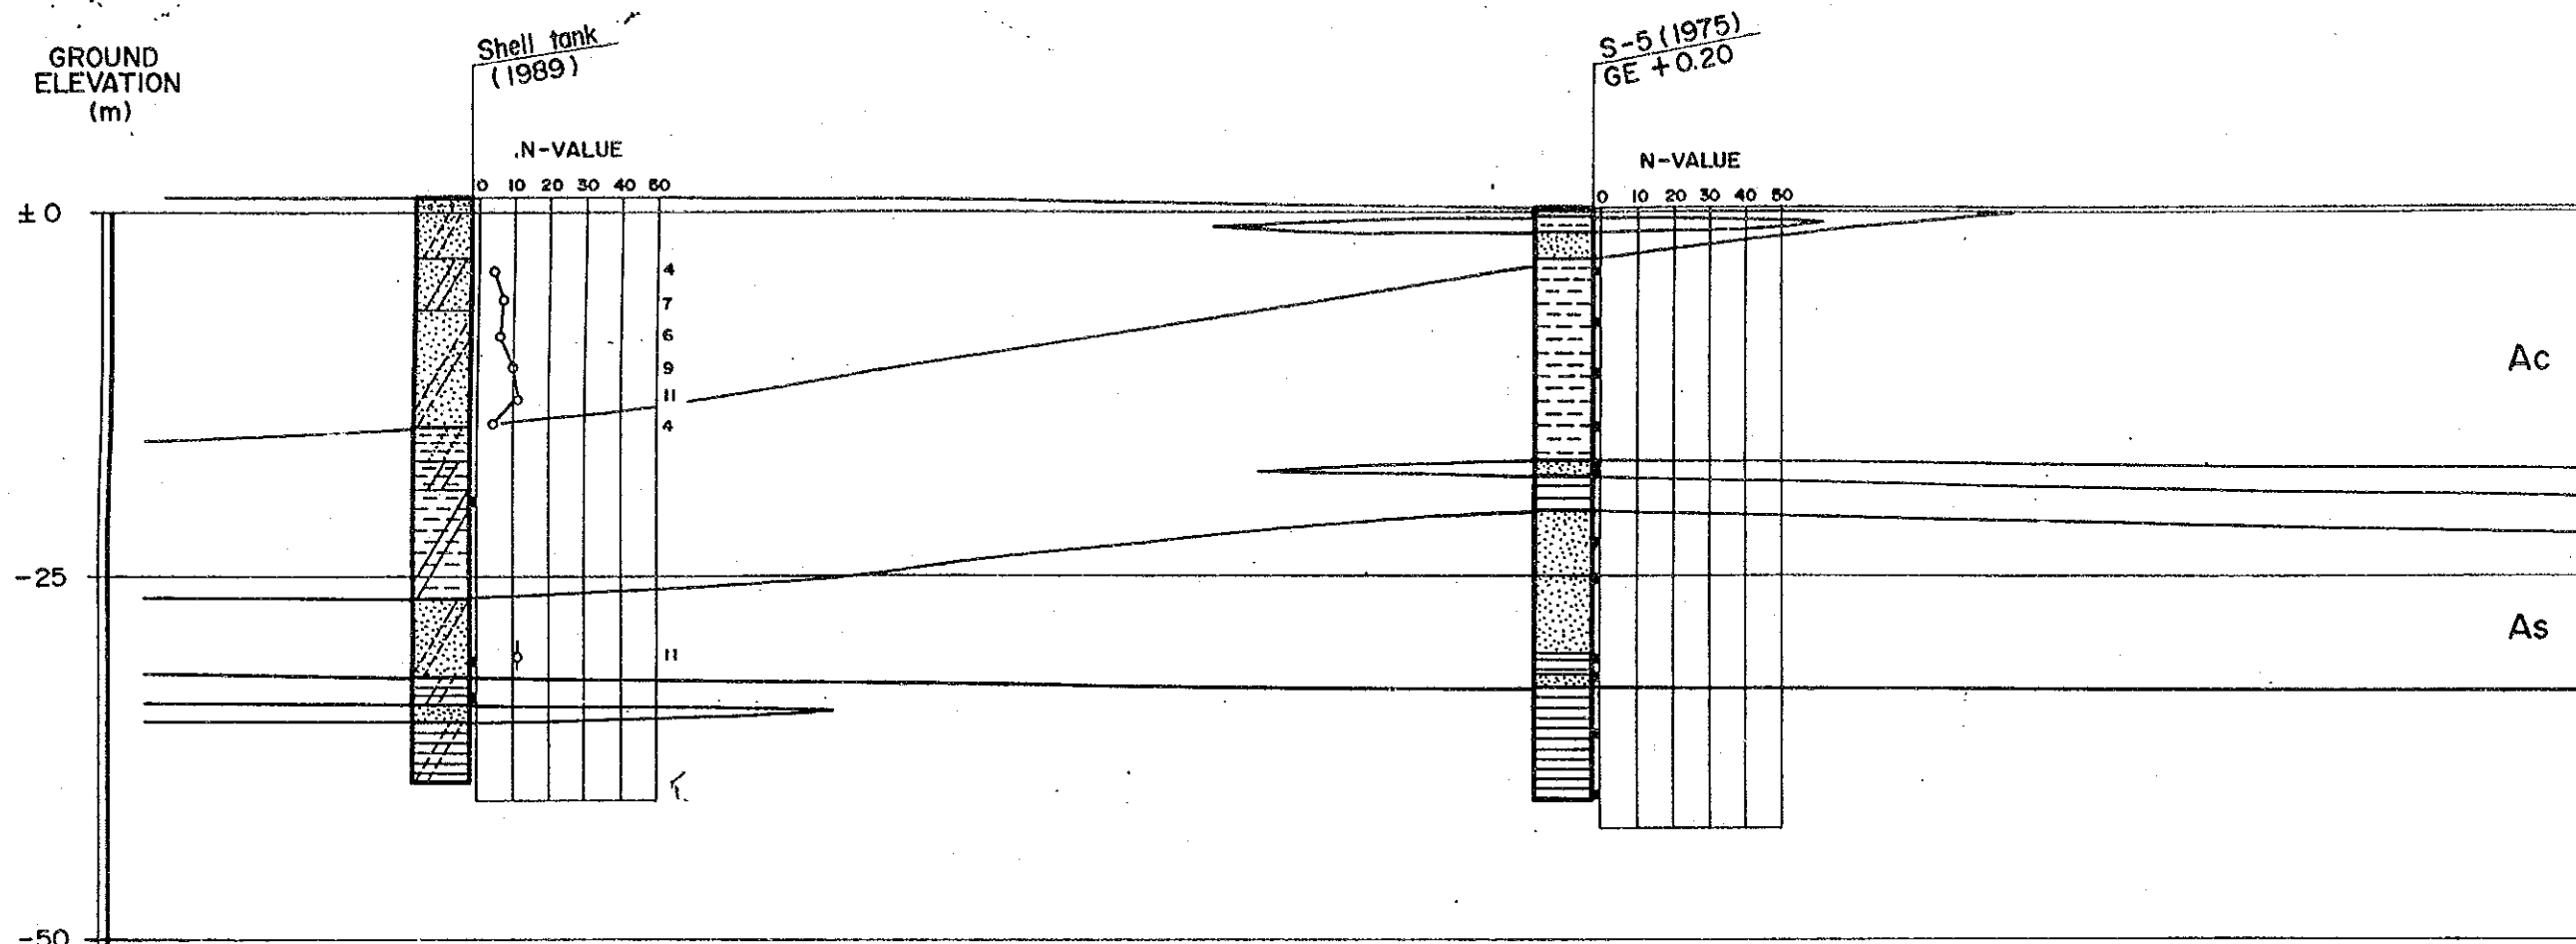 GROUND
ELEVATION
(m)
Shell tank
(1989)
S-5 (1975)
GE +0.20
N-VALUE
0 10 20 30 40 50
N-VALUE
0 10 20 30 40 50
±0
4
7
6
9
11
4
Ac
-25
11
As
-50